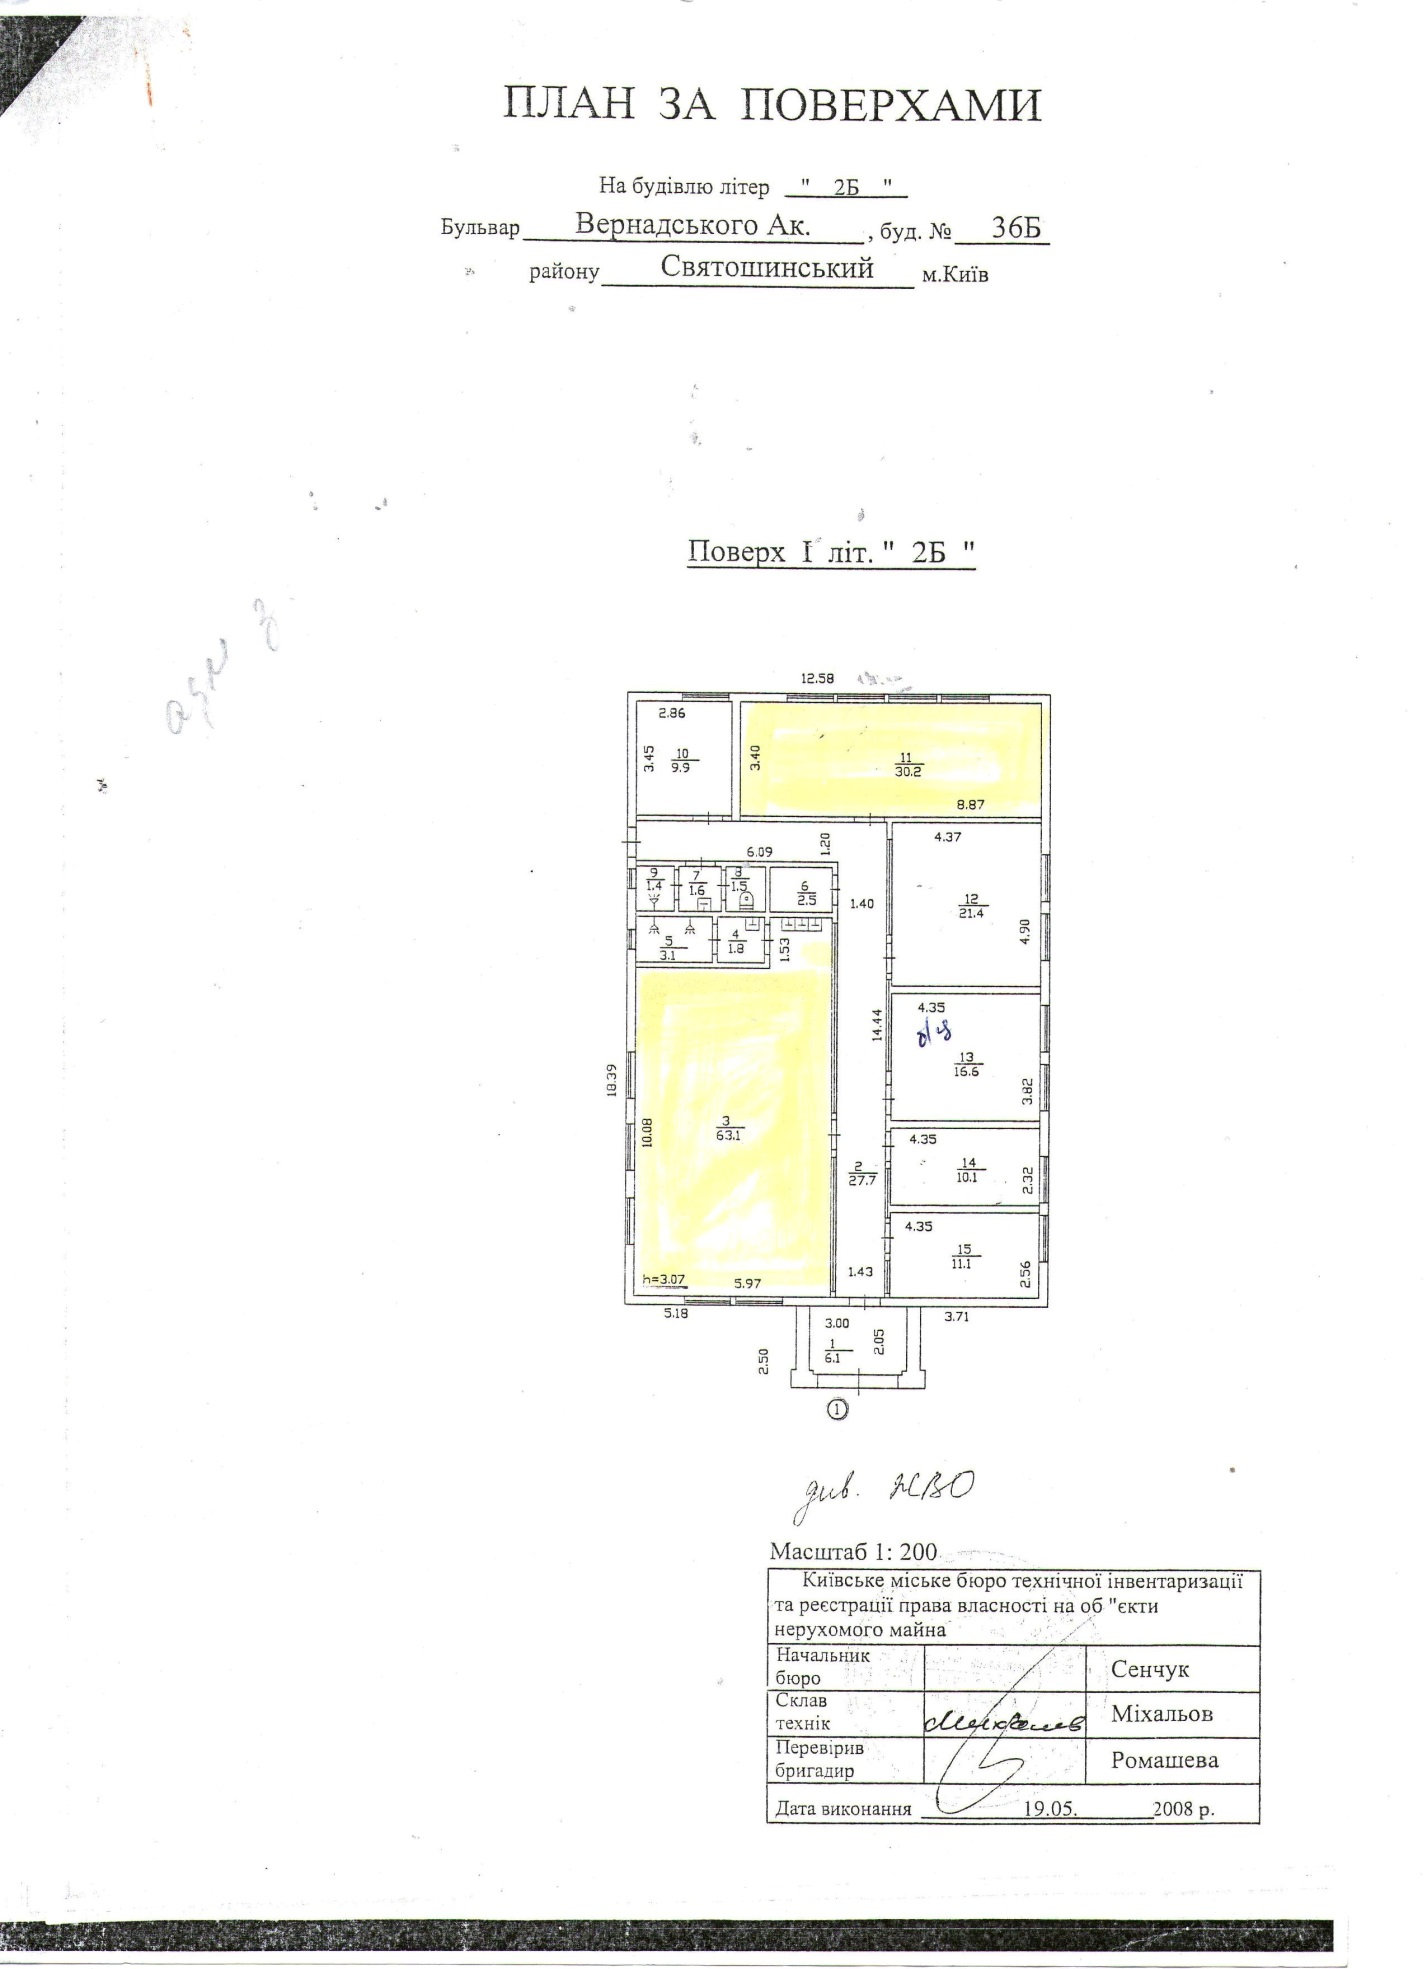 ПЛАН ЗА ПОВЕРХАМИ
На будівлю літер " 2Б "
Бульвар Вернадського Ак. , буд. № 36Б
району Святошинський м.Київ
Поверх I літ. " 2Б "
12.58
2.86
3.45
10
9.9
3.40
11
30.2
8.87
6.09
1.20
4.37
9
1.4
7
1.6
8
1.5
6
2.5
1.40
12
21.4
4.90
5
3.1
4
1.8
1.53
14.44
4.35
13
16.6
3.82
18.39
10.08
3
63.1
4.35
14
10.1
2.32
2
27.7
4.35
15
11.1
2.56
h=3.07
5.97
1.43
5.18
3.71
3.00
1
6.1
2.05
2.50
1
див. НВО
Масштаб 1: 200
Київське міське бюро технічної інвентаризації
та реєстрації права власності на об "єкти
нерухомого майна
Начальник
бюро
Сенчук
Склав
технік
Міхальов
Перевірив
бригадир
Ромашева
Дата виконання 19.05. 2008 р.